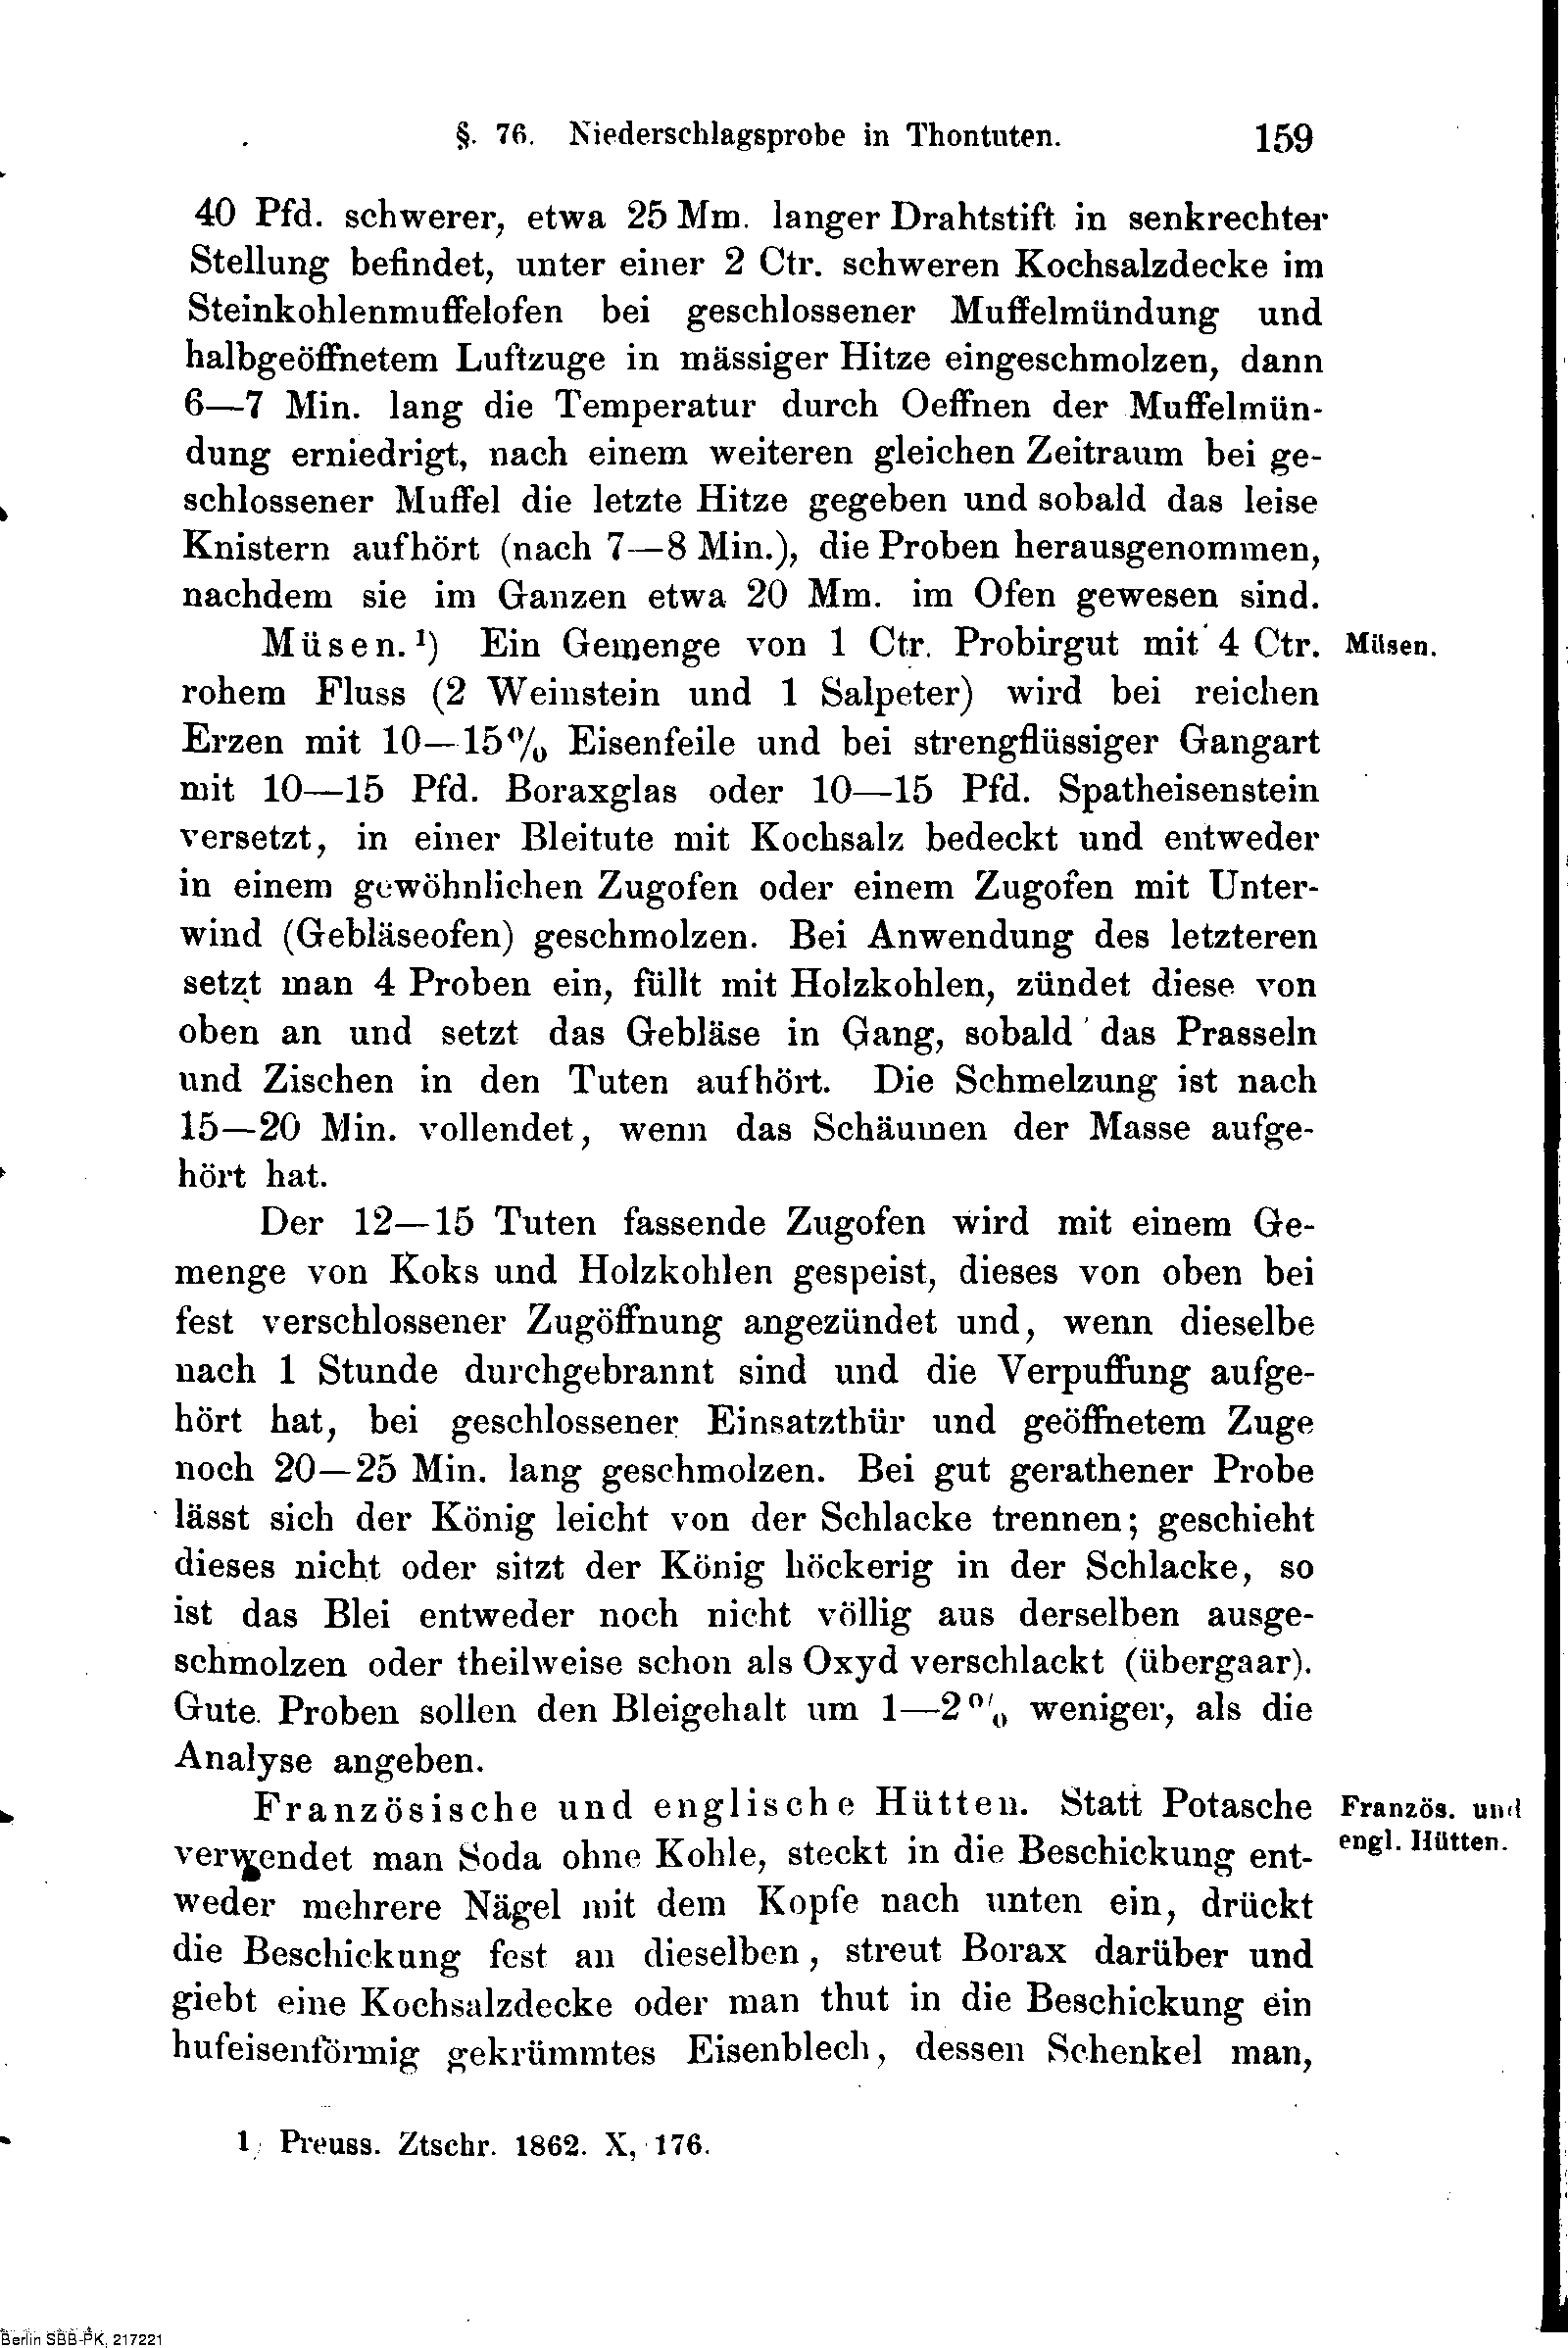 §. 76. Niederschlagsprobe in Thontuten. 159
40 Pfd. schwerer, etwa 25 Mm. langer Drahtstift in senkrechter
Stellung befindet, unter einer 2 Ctr. schweren Kochsalzdecke im
Steinkohlenmuffelofen bei geschlossener Muffelmündung und
halbgeöffnetem Luftzuge in mässiger Hitze eingeschmolzen, dann
6—7 Min. lang die Temperatur durch Oeffnen der Muffelmün-
dung erniedrigt, nach einem weiteren gleichen Zeitraum bei ge-
schlossener Muffel die letzte Hitze gegeben und sobald das leise
Knistern aufhört (nach 7—8 Min.), die Proben herausgenommen,
nachdem sie im Ganzen etwa 20 Mm. im Ofen gewesen sind.
Müsen.¹) Ein Gemenge von 1 Ctr. Probirgut mit 4 Ctr. Müsen.
rohem Fluss (2 Weinstein und 1 Salpeter) wird bei reichen
Erzen mit 10—15% Eisenfeile und bei strengflüssiger Gangart
mit 10—15 Pfd. Boraxglas oder 10—15 Pfd. Spatheisenstein
versetzt, in einer Bleitute mit Kochsalz bedeckt und entweder
in einem gewöhnlichen Zugofen oder einem Zugofen mit Unter-
wind (Gebläseofen) geschmolzen. Bei Anwendung des letzteren
setzt man 4 Proben ein, füllt mit Holzkohlen, zündet diese von
oben an und setzt das Gebläse in Gang, sobald das Prasseln
und Zischen in den Tuten aufhört. Die Schmelzung ist nach
15—20 Min. vollendet, wenn das Schäumen der Masse aufge-
hört hat.
Der 12—15 Tuten fassende Zugofen wird mit einem Ge-
menge von Koks und Holzkohlen gespeist, dieses von oben bei
fest verschlossener Zugöffnung angezündet und, wenn dieselbe
nach 1 Stunde durchgebrannt sind und die Verpuffung aufge-
hört hat, bei geschlossener Einsatzthür und geöffnetem Zuge
noch 20—25 Min. lang geschmolzen. Bei gut gerathener Probe
lässt sich der König leicht von der Schlacke trennen; geschieht
dieses nicht oder sitzt der König höckerig in der Schlacke, so
ist das Blei entweder noch nicht völlig aus derselben ausge-
schmolzen oder theilweise schon als Oxyd verschlackt (übergaar).
Gute Proben sollen den Bleigehalt um 1—2% weniger, als die
Analyse angeben.
Französische und englische Hütten. Statt Potasche Französ. und
verwendet man Soda ohne Kohle, steckt in die Beschickung ent- engl. Hütten.
weder mehrere Nägel mit dem Kopfe nach unten ein, drückt
die Beschickung fest an dieselben, streut Borax darüber und
giebt eine Kochsalzdecke oder man thut in die Beschickung ein
hufeisenförmig gekrümmtes Eisenblech, dessen Schenkel man,
1) Preuss. Ztschr. 1862. X, 176.
Berlin SBB-PK, 217221